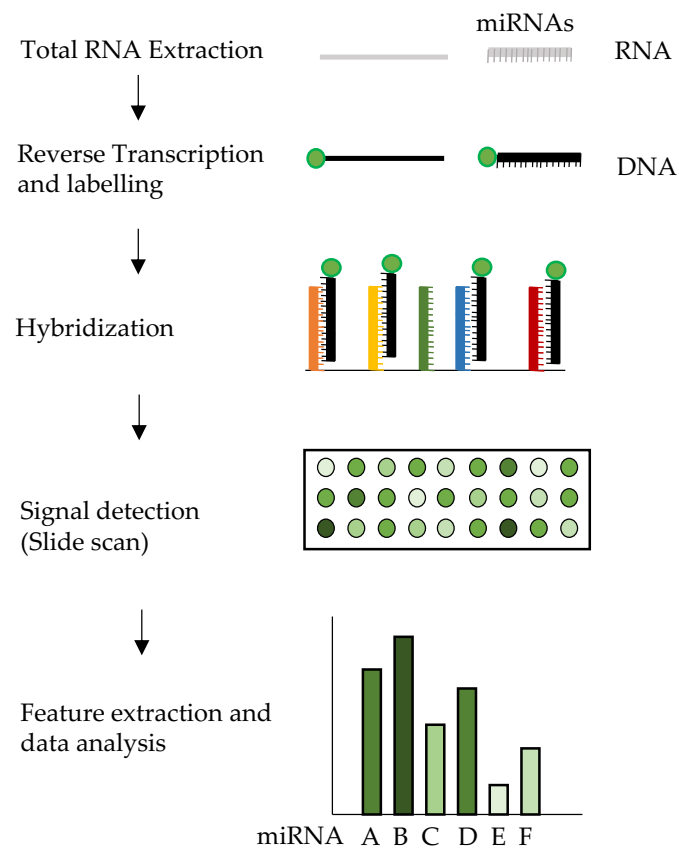 miRNAs
Total RNA Extraction
RNA
Reverse Transcription
and labelling
DNA
Hybridization
Signal detection
(Slide scan)
Feature extraction and
data analysis
miRNA A B C D E F